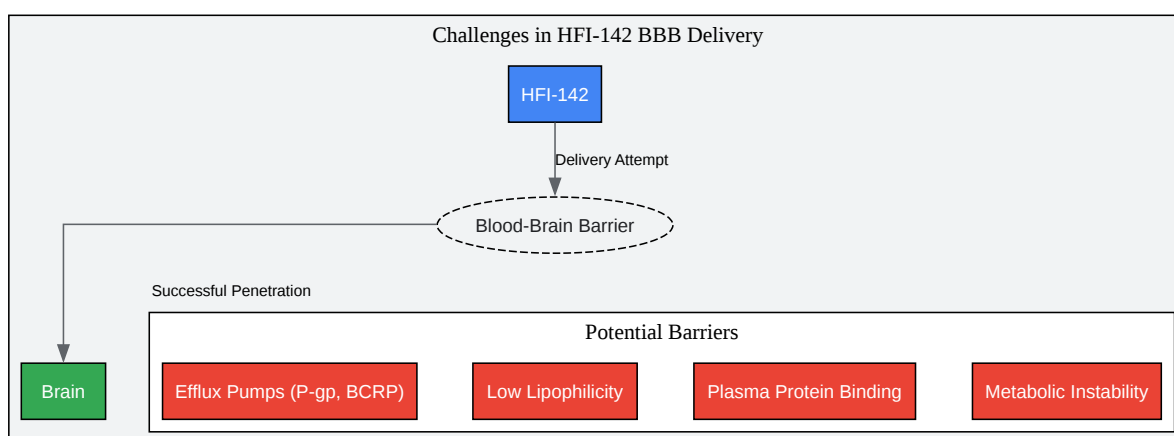 Challenges in HFI-142 BBB Delivery
HFI-142
Delivery Attempt
Blood-Brain Barrier
Successful Penetration
Potential Barriers
Brain
Efflux Pumps (P-gp, BCRP)
Low Lipophilicity
Plasma Protein Binding
Metabolic Instability